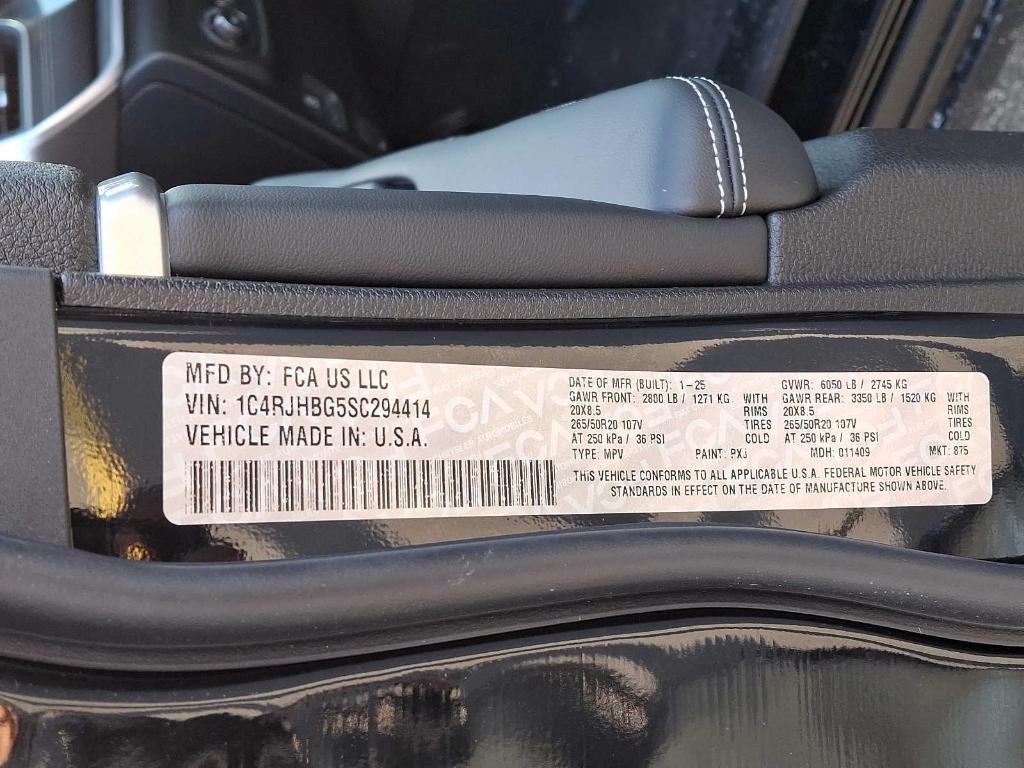 MFD BY: FCA US LLC
VIN: 1C4RJHBG5SC294414
VEHICLE MADE IN: U.S.A.
DATE OF MFR (BUILT): 1-25 GVWR: 6050 LB / 2745 KG
GAWR FRONT: 2800 LB / 1271 KG WITH GAWR REAR: 3350 LB / 1520 KG WITH
20X8.5 RIMS 20X8.5 RIMS
265/50R20 107V TIRES 265/50R20 107V TIRES
AT 250 kPa / 36 PSI COLD AT 250 kPa / 36 PSI COLD
TYPE: MPV PAINT: PXJ MDH: 011409 MKT: 875
THIS VEHICLE CONFORMS TO ALL APPLICABLE U.S.A. FEDERAL MOTOR VEHICLE SAFETY
STANDARDS IN EFFECT ON THE DATE OF MANUFACTURE SHOWN ABOVE.